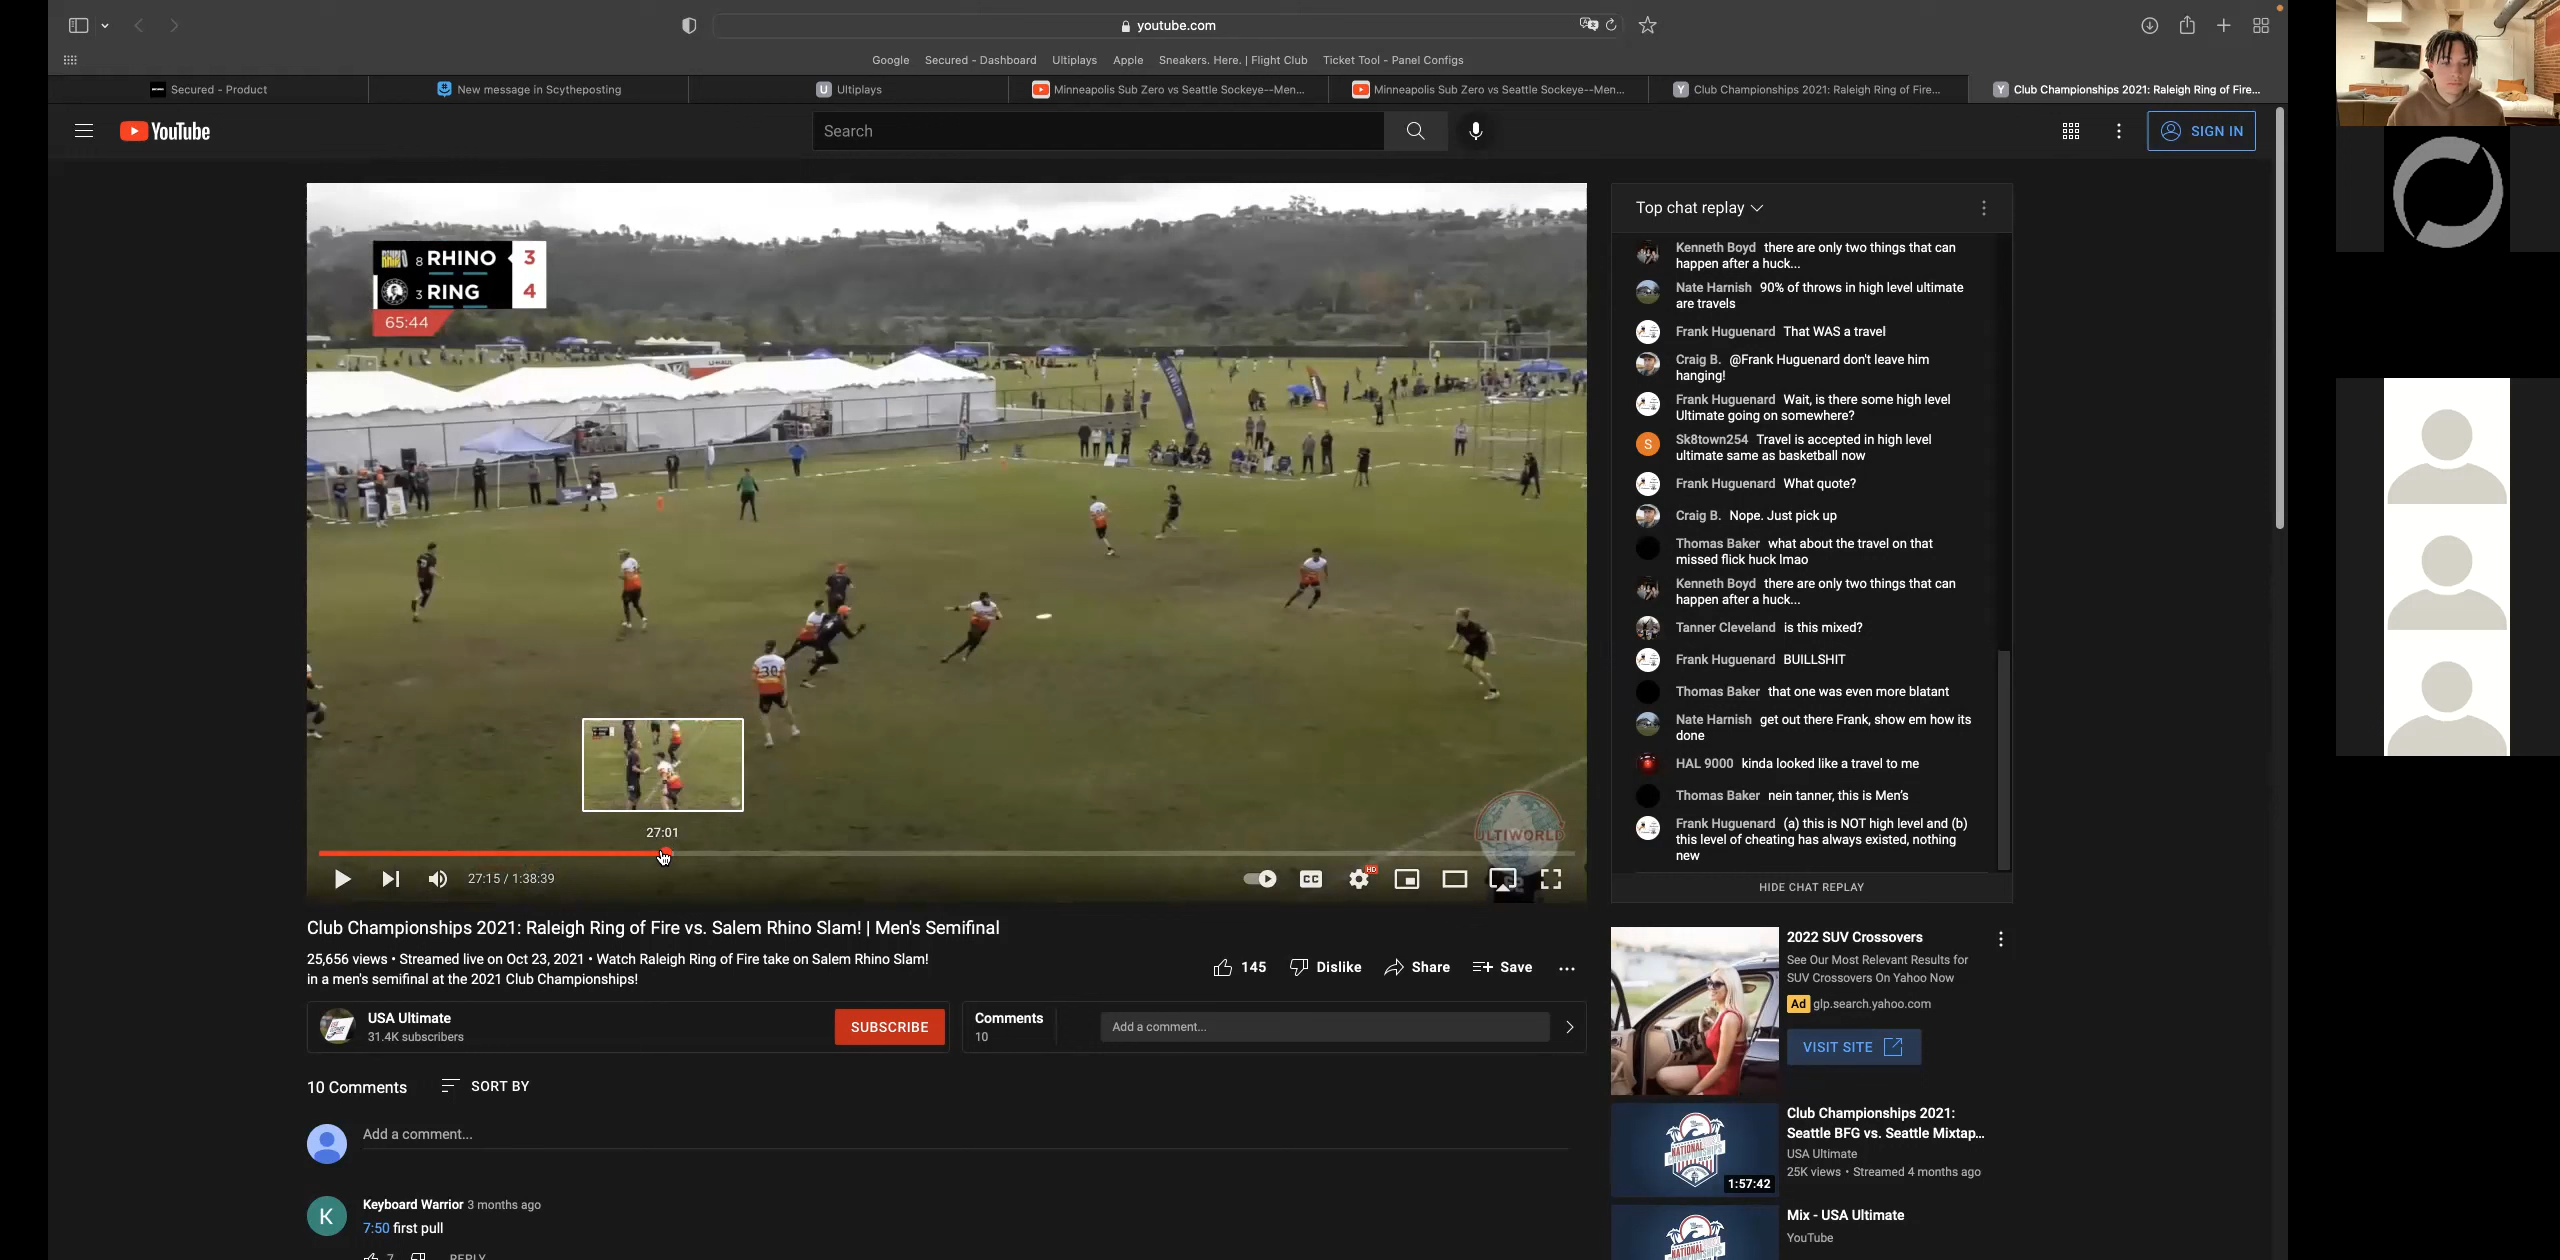 youtube.com
Google Secured - Dashboard Ultiplays Apple Sneakers. Here. | Flight Club Ticket Tool - Panel Configs
Secured - Product
New message in Scytheposting
U Ultiplays
Minneapolis Sub Zero vs Seattle Sockeye--Men...
Minneapolis Sub Zero vs Seattle Sockeye--Men...
Y Club Championships 2021: Raleigh Ring of Fire...
Y Club Championships 2021: Raleigh Ring of Fire...
YouTube
Search
SIGN IN
8 RHINO 3
3 RING 4
65:44
U-HAUL
30
ULTIWORLD
27:01
27:15 / 1:38:39
CC
HD
Top chat replay
Kenneth Boyd there are only two things that can
happen after a huck...
Nate Harnish 90% of throws in high level ultimate
are travels
Frank Huguenard That WAS a travel
Craig B. @Frank Huguenard don't leave him
hanging!
Frank Huguenard Wait, is there some high level
Ultimate going on somewhere?
S Sk8town254 Travel is accepted in high level
ultimate same as basketball now
Frank Huguenard What quote?
Craig B. Nope. Just pick up
Thomas Baker what about the travel on that
missed flick huck lmao
Kenneth Boyd there are only two things that can
happen after a huck...
Tanner Cleveland is this mixed?
Frank Huguenard BUILLSHIT
Thomas Baker that one was even more blatant
Nate Harnish get out there Frank, show em how its
done
HAL 9000 kinda looked like a travel to me
Thomas Baker nein tanner, this is Men's
Frank Huguenard (a) this is NOT high level and (b)
this level of cheating has always existed, nothing
new
HIDE CHAT REPLAY
Club Championships 2021: Raleigh Ring of Fire vs. Salem Rhino Slam! | Men's Semifinal
25,656 views • Streamed live on Oct 23, 2021 • Watch Raleigh Ring of Fire take on Salem Rhino Slam!
in a men's semifinal at the 2021 Club Championships!
145 Dislike Share Save
USA Ultimate
31.4K subscribers
SUBSCRIBE
Comments
10
Add a comment...
10 Comments SORT BY
Add a comment...
K
Keyboard Warrior 3 months ago
7:50 first pull
7 REPLY
2022 SUV Crossovers
See Our Most Relevant Results for
SUV Crossovers On Yahoo Now
Ad glp.search.yahoo.com
VISIT SITE
NATIONAL
CHAMPIONSHIPS
1:57:42
Club Championships 2021:
Seattle BFG vs. Seattle Mixtap...
USA Ultimate
25K views • Streamed 4 months ago
NATIONAL
Mix - USA Ultimate
YouTube